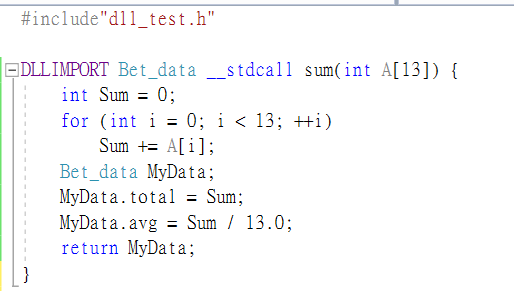 #include"dll_test.h"
DLLIMPORT Bet_data __stdcall sum(int A[13]) {
int Sum = 0;
for (int i = 0; i < 13; ++i)
Sum += A[i];
Bet_data MyData;
MyData.total = Sum;
MyData.avg = Sum / 13.0;
return MyData;
}